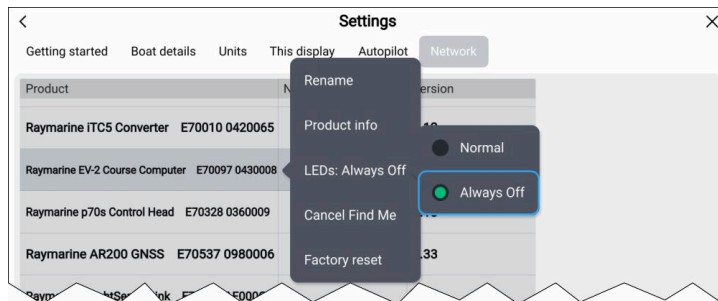 Settings
Getting started Boat details Units This display Autopilot Network
Product N ersion
Rename
Raymarine iTC5 Converter E70010 0420065
Product info
Normal
Raymarine EV-2 Course Computer E70097 0430008
LEDs: Always Off
Always Off
Raymarine p70s Control Head E70328 0360009
Cancel Find Me
Raymarine AR200 GNSS E70537 0980006 .33
Factory reset